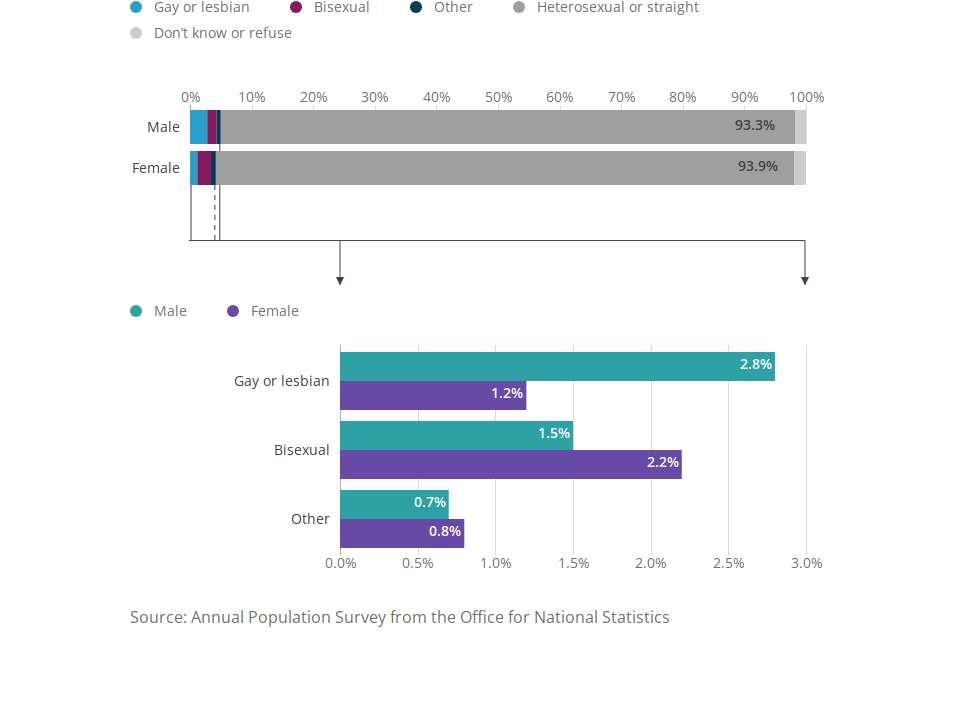 Gay or lesbian Bisexual Other Heterosexual or straight
Don't know or refuse
0% 10% 20% 30% 40% 50% 60% 70% 80% 90% 100%
Male 93.3%
Female 93.9%
Male Female
2.8%
Gay or lesbian
1.2%
1.5%
Bisexual
2.2%
0.7%
Other
0.8%
0.0% 0.5% 1.0% 1.5% 2.0% 2.5% 3.0%
Source: Annual Population Survey from the Office for National Statistics